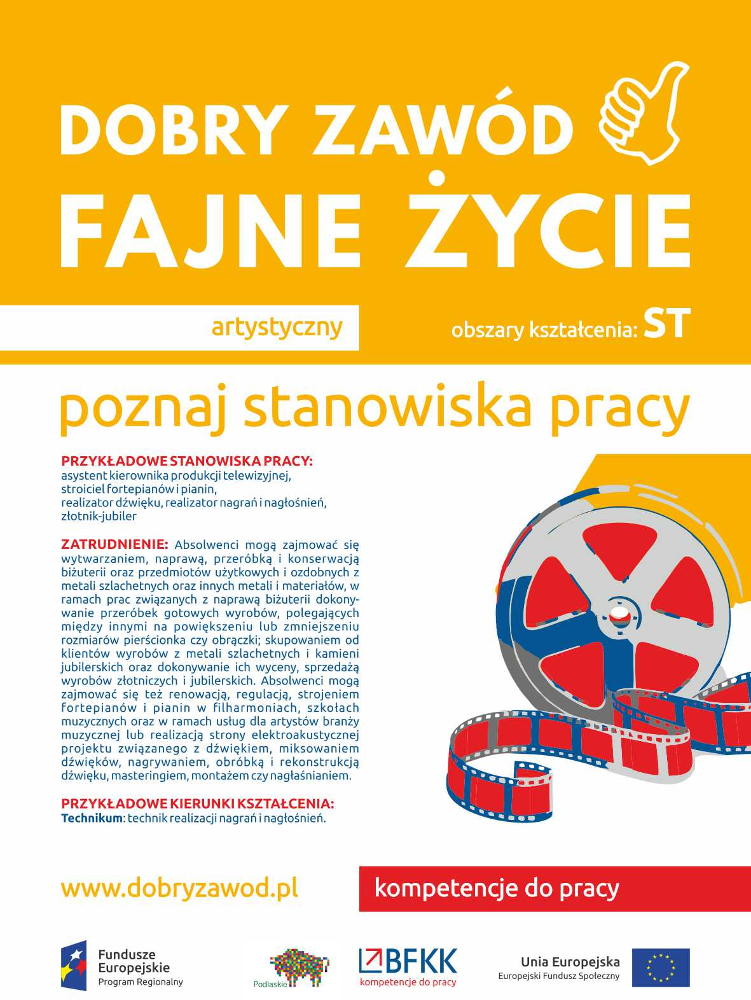 DOBRY ZAWÓD
FAJNE ŻYCIE
artystyczny
obszary kształcenia: ST
poznaj stanowiska pracy
PRZYKŁADOWE STANOWISKA PRACY:
asystent kierownika produkcji telewizyjnej,
stroiciel fortepianów i pianin,
realizator dźwięku, realizator nagrań i nagłośnień,
złotnik-jubiler
ZATRUDNIENIE: Absolwenci mogą zajmować się
wytwarzaniem, naprawą, przeróbką i konserwacją
biżuterii oraz przedmiotów użytkowych i ozdobnych z
metali szlachetnych oraz innych metali i materiałów, w
ramach prac związanych z naprawą biżuterii dokony-
wanie przeróbek gotowych wyrobów, polegających
między innymi na powiększeniu lub zmniejszeniu
rozmiarów pierścionka czy obrączki; skupowaniem od
klientów wyrobów z metali szlachetnych i kamieni
jubilerskich oraz dokonywanie ich wyceny, sprzedażą
wyrobów złotniczych i jubilerskich. Absolwenci mogą
zajmować się też renowacją, regulacją, strojeniem
fortepianów i pianin w filharmoniach, szkołach
muzycznych oraz w ramach usług dla artystów branży
muzycznej lub realizacją strony elektroakustycznej
projektu związanego z dźwiękiem, miksowaniem
dźwięków, nagrywaniem, obróbką i rekonstrukcją
dźwięku, masteringiem, montażem czy nagłaśnianiem.
PRZYKŁADOWE KIERUNKI KSZTAŁCENIA:
Technikum: technik realizacji nagrań i nagłośnień.
www.dobryzawod.pl
kompetencje do pracy
Fundusze
Europejskie
Program Regionalny
Podlaskie
BFKK
kompetencje do pracy
Unia Europejska
Europejski Fundusz Społeczny